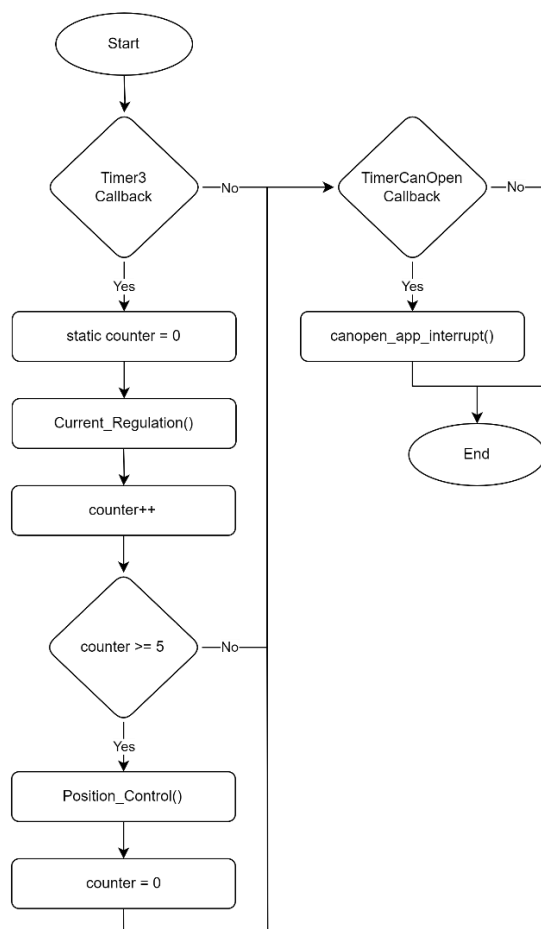 Start
Timer3
Callback
No
Yes
static counter = 0
Current_Regulation()
counter++
counter >= 5
No
Yes
Position_Control()
counter = 0
TimerCanOpen
Callback
No
Yes
canopen_app_interrupt()
End